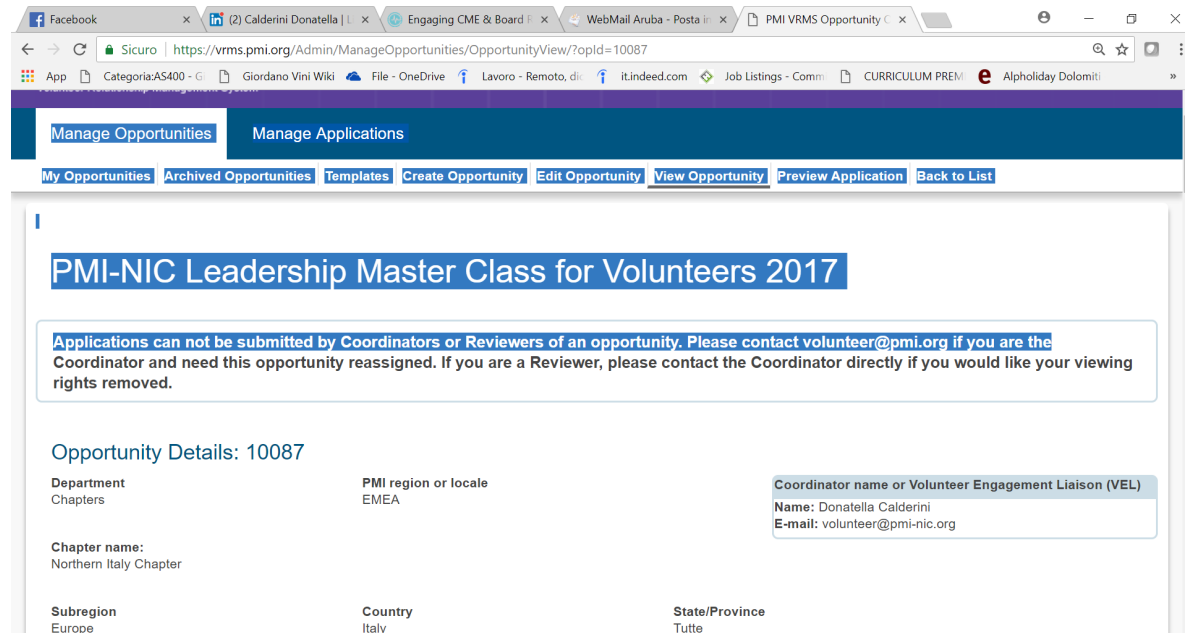 Facebook
(2) Calderini Donatella | L
Engaging CME & Board
WebMail Aruba - Posta in
PMI VRMS Opportunity C
Sicuro | https://vrms.pmi.org/Admin/ManageOpportunities/OpportunityView/?opId=10087
App Categoria:AS400 - G Giordano Vini Wiki File - OneDrive Lavoro - Remoto, dic it.indeed.com Job Listings - Comm CURRICULUM PREM Alpholiday Dolomiti »
Volunteer Relationship Management System
Manage Opportunities Manage Applications
My Opportunities Archived Opportunities Templates Create Opportunity Edit Opportunity View Opportunity Preview Application Back to List
PMI-NIC Leadership Master Class for Volunteers 2017
Applications can not be submitted by Coordinators or Reviewers of an opportunity. Please contact volunteer@pmi.org if you are the
Coordinator and need this opportunity reassigned. If you are a Reviewer, please contact the Coordinator directly if you would like your viewing
rights removed.
Opportunity Details: 10087
Department
Chapters
PMI region or locale
EMEA
Coordinator name or Volunteer Engagement Liaison (VEL)
Name: Donatella Calderini
E-mail: volunteer@pmi-nic.org
Chapter name:
Northern Italy Chapter
Subregion
Europe
Country
Italy
State/Province
Tutte